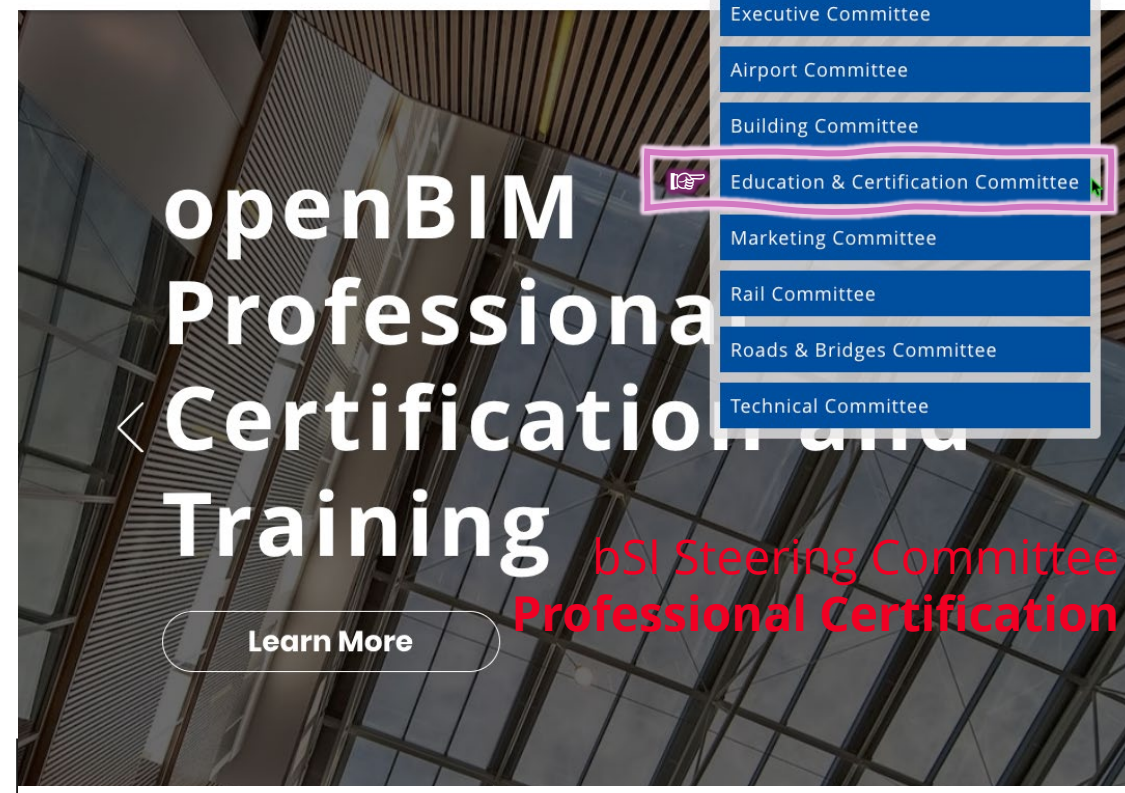 Executive Committee
Airport Committee
Building Committee
Education & Certification Committee
Marketing Committee
Rail Committee
Roads & Bridges Committee
Technical Committee
openBIM
Professional
Certification and
Training
Learn More
bSI Steering Committee
Professional Certification